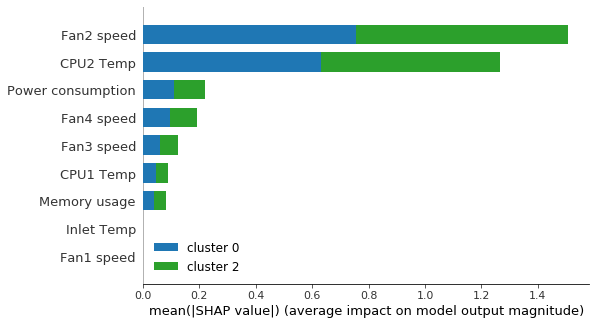 Fan2 speed
CPU2 Temp
Power consumption
Fan4 speed
Fan3 speed
CPU1 Temp
Memory usage
Inlet Temp
Fan1 speed
cluster 0
cluster 2
0.0 0.2 0.4 0.6 0.8 1.0 1.2 1.4
mean(|SHAP value|) (average impact on model output magnitude)